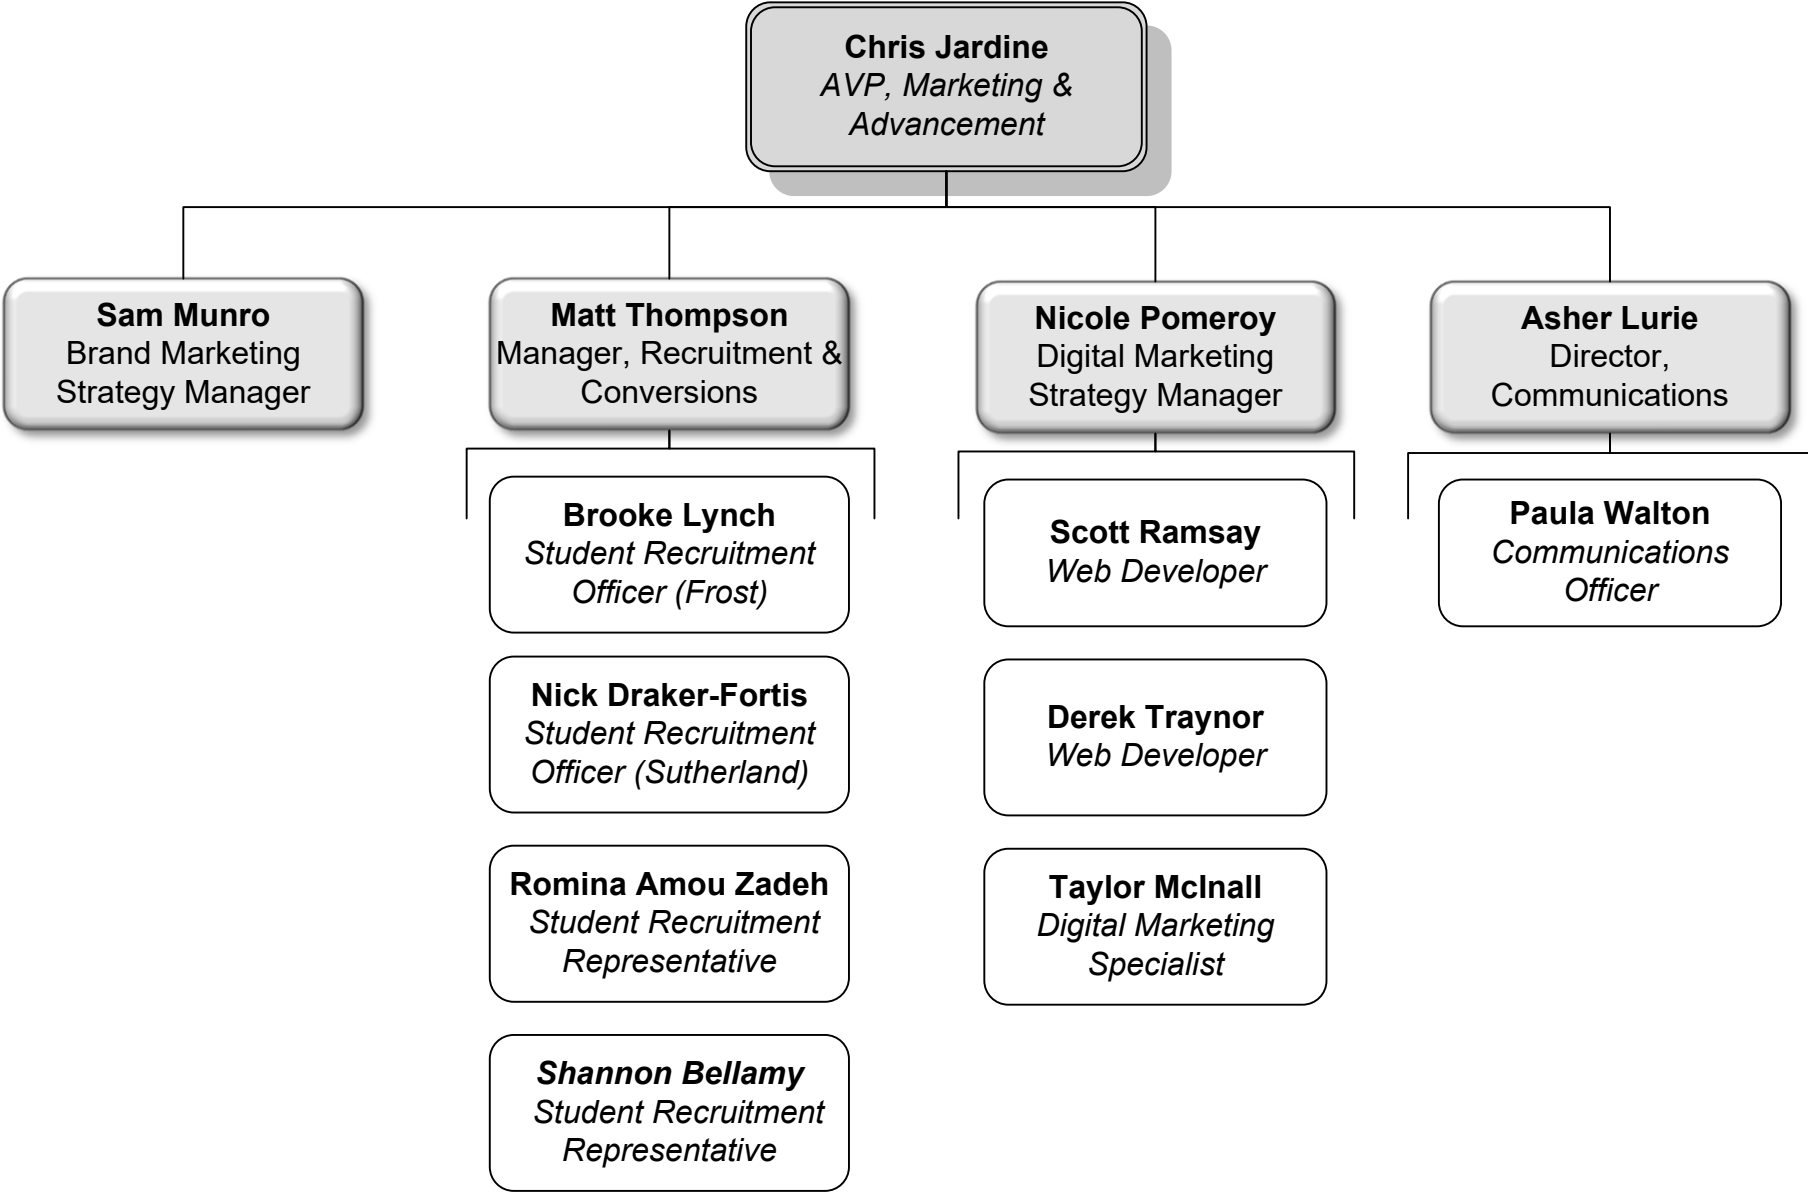 Chris Jardine
AVP, Marketing &
Advancement
Sam Munro
Brand Marketing
Strategy Manager
Matt Thompson
Manager, Recruitment &
Conversions
Nicole Pomeroy
Digital Marketing
Strategy Manager
Asher Lurie
Director,
Communications
Brooke Lynch
Student Recruitment
Officer (Frost)
Nick Draker-Fortis
Student Recruitment
Officer (Sutherland)
Romina Amou Zadeh
Student Recruitment
Representative
Shannon Bellamy
Student Recruitment
Representative
Scott Ramsay
Web Developer
Derek Traynor
Web Developer
Taylor McInall
Digital Marketing
Specialist
Paula Walton
Communications
Officer